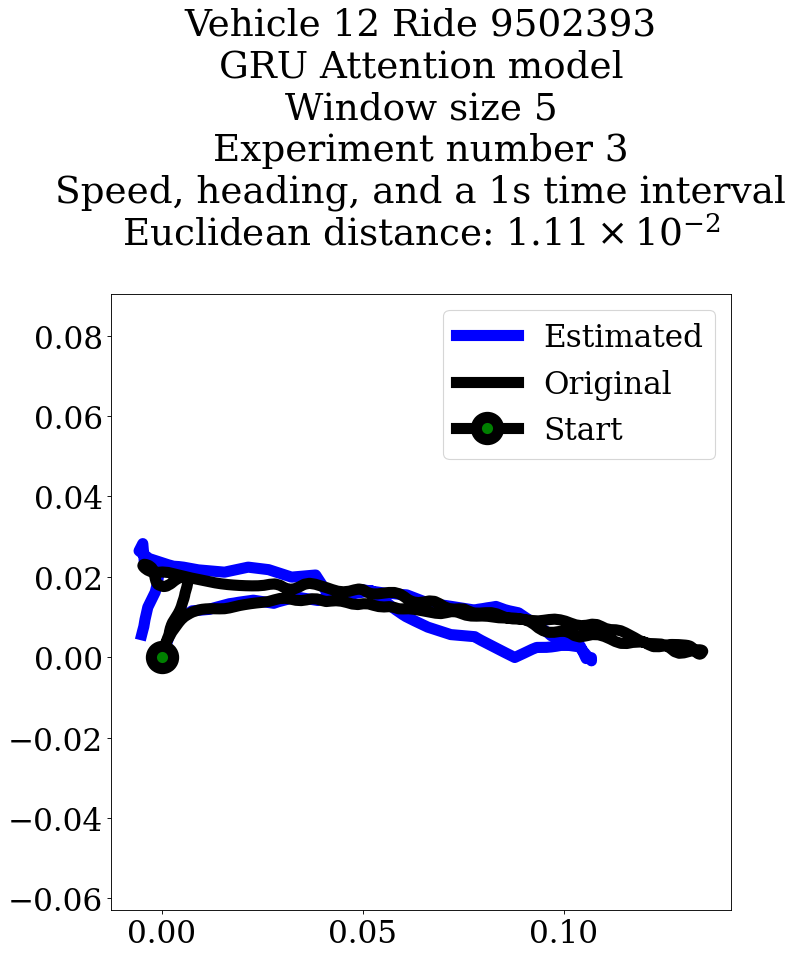 Vehicle 12 Ride 9502393
GRU Attention model
Window size 5
Experiment number 3
Speed, heading, and a 1s time interval
Euclidean distance: 1.11 × 10⁻²
Estimated
Original
Start
0.08
0.06
0.04
0.02
0.00
−0.02
−0.04
−0.06
0.00 0.05 0.10